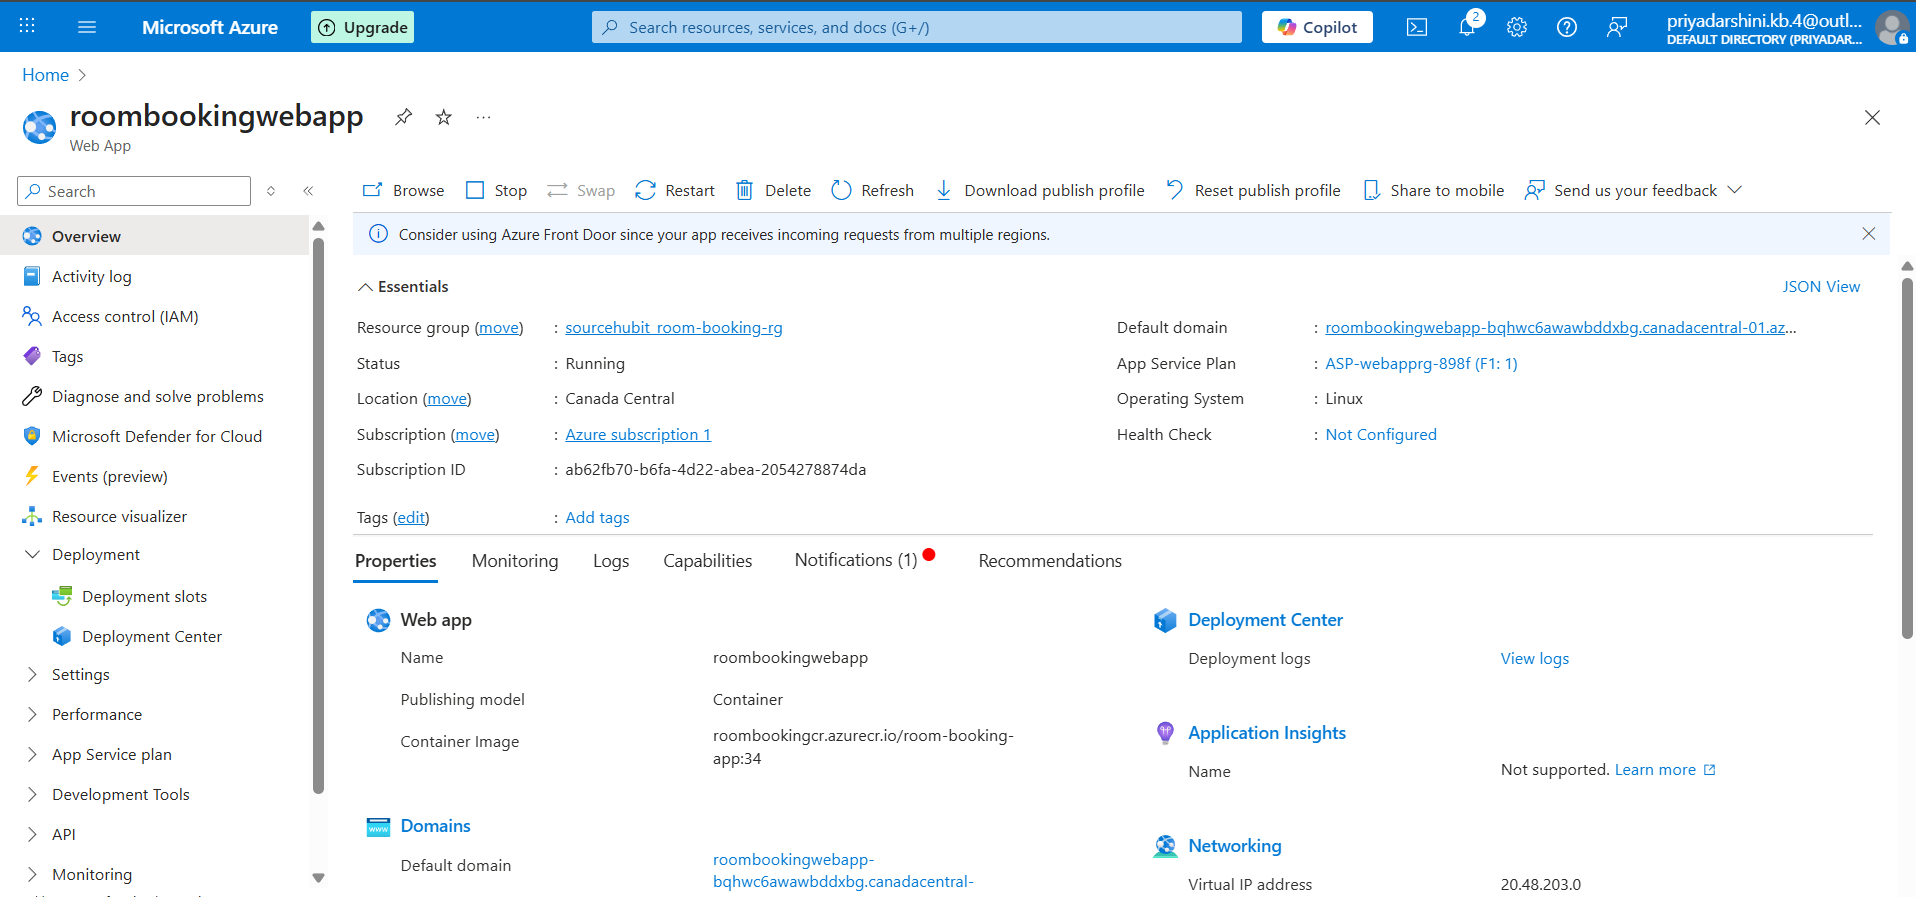 Microsoft Azure
Upgrade
Search resources, services, and docs (G+/)
Copilot
2
priyadarshini.kb.4@outl...
DEFAULT DIRECTORY (PRIYADAR...
Home
roombookingwebapp
Web App
Search
Browse
Stop
Swap
Restart
Delete
Refresh
Download publish profile
Reset publish profile
Share to mobile
Send us your feedback
Overview
Activity log
Access control (IAM)
Tags
Diagnose and solve problems
Microsoft Defender for Cloud
Events (preview)
Resource visualizer
Deployment
Deployment slots
Deployment Center
Settings
Performance
App Service plan
Development Tools
API
Monitoring
Consider using Azure Front Door since your app receives incoming requests from multiple regions.
Essentials
JSON View
Resource group (move) : sourcehubit_room-booking-rg
Status : Running
Location (move) : Canada Central
Subscription (move) : Azure subscription 1
Subscription ID : ab62fb70-b6fa-4d22-abea-2054278874da
Default domain : roombookingwebapp-bqhwc6awawbddxbg.canadacentral-01.az...
App Service Plan : ASP-webapprg-898f (F1: 1)
Operating System : Linux
Health Check : Not Configured
Tags (edit) : Add tags
Properties
Monitoring
Logs
Capabilities
Notifications (1)
Recommendations
Web app
Name roombookingwebapp
Publishing model Container
Container Image roombookingcr.azurecr.io/room-booking-
app:34
Domains
www
Default domain roombookingwebapp-
bqhwc6awawbddxbg.canadacentral-
Deployment Center
Deployment logs View logs
Application Insights
Name Not supported. Learn more
Networking
Virtual IP address 20.48.203.0